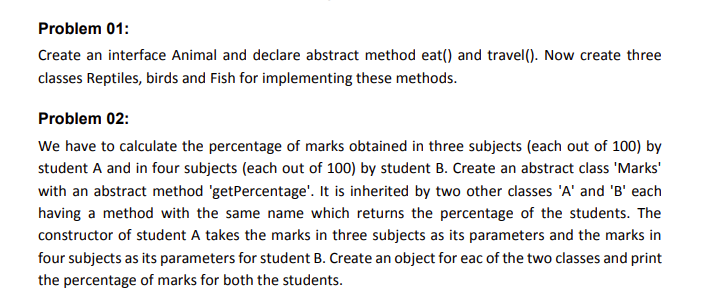 Problem 01:
Create an interface Animal and declare abstract method eat() and travel(). Now create three
classes Reptiles, birds and Fish for implementing these methods.
Problem 02:
We have to calculate the percentage of marks obtained in three subjects (each out of 100) by
student A and in four subjects (each out of 100) by student B. Create an abstract class 'Marks'
with an abstract method 'getPercentage'. It is inherited by two other classes 'A' and 'B' each
having a method with the same name which returns the percentage of the students. The
constructor of student A takes the marks in three subjects as its parameters and the marks in
four subjects as its parameters for student B. Create an object for eac of the two classes and print
the percentage of marks for both the students.